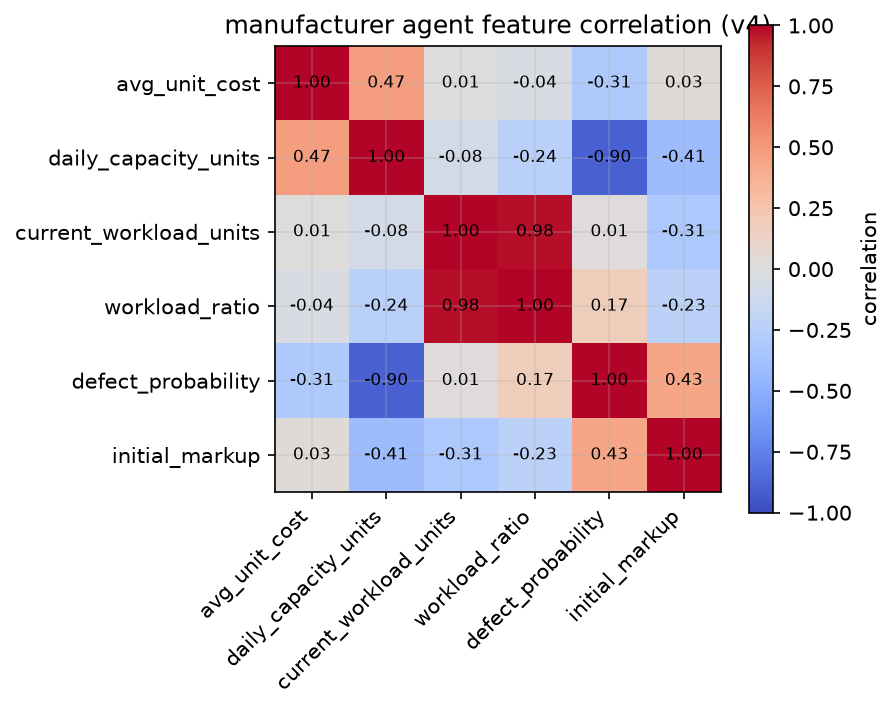 manufacturer agent feature correlation (v4)
avg_unit_cost 1.00 0.47 0.01 -0.04 -0.31 0.03
daily_capacity_units 0.47 1.00 -0.08 -0.24 -0.90 -0.41
current_workload_units 0.01 -0.08 1.00 0.98 0.01 -0.31
workload_ratio -0.04 -0.24 0.98 1.00 0.17 -0.23
defect_probability -0.31 -0.90 0.01 0.17 1.00 0.43
initial_markup 0.03 -0.41 -0.31 -0.23 0.43 1.00
avg_unit_cost
daily_capacity_units
current_workload_units
workload_ratio
defect_probability
initial_markup
1.00
0.75
0.50
0.25
0.00
−0.25
−0.50
−0.75
−1.00
correlation